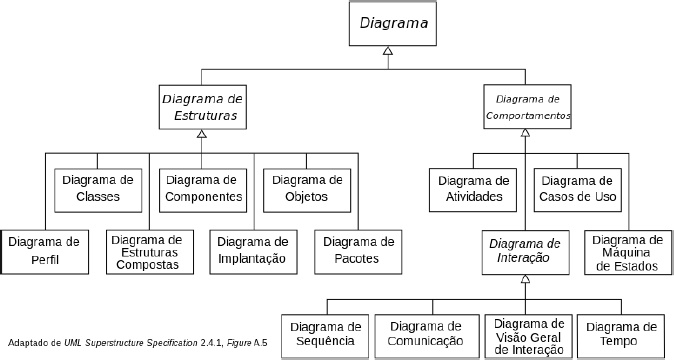 Diagrama
Diagrama de
Estruturas
Diagrama de
Comportamentos
Diagrama de
Classes
Diagrama de
Componentes
Diagrama de
Objetos
Diagrama de
Atividades
Diagrama de
Casos de Uso
Diagrama de
Perfil
Diagrama de
Estruturas
Compostas
Diagrama de
Implantação
Diagrama de
Pacotes
Diagrama de
Interação
Diagrama de
Máquina
de Estados
Diagrama de
Sequência
Diagrama de
Comunicação
Diagrama de
Visão Geral
de Interação
Diagrama de
Tempo
Adaptado de UML Superstructure Specification 2.4.1, Figure A.5